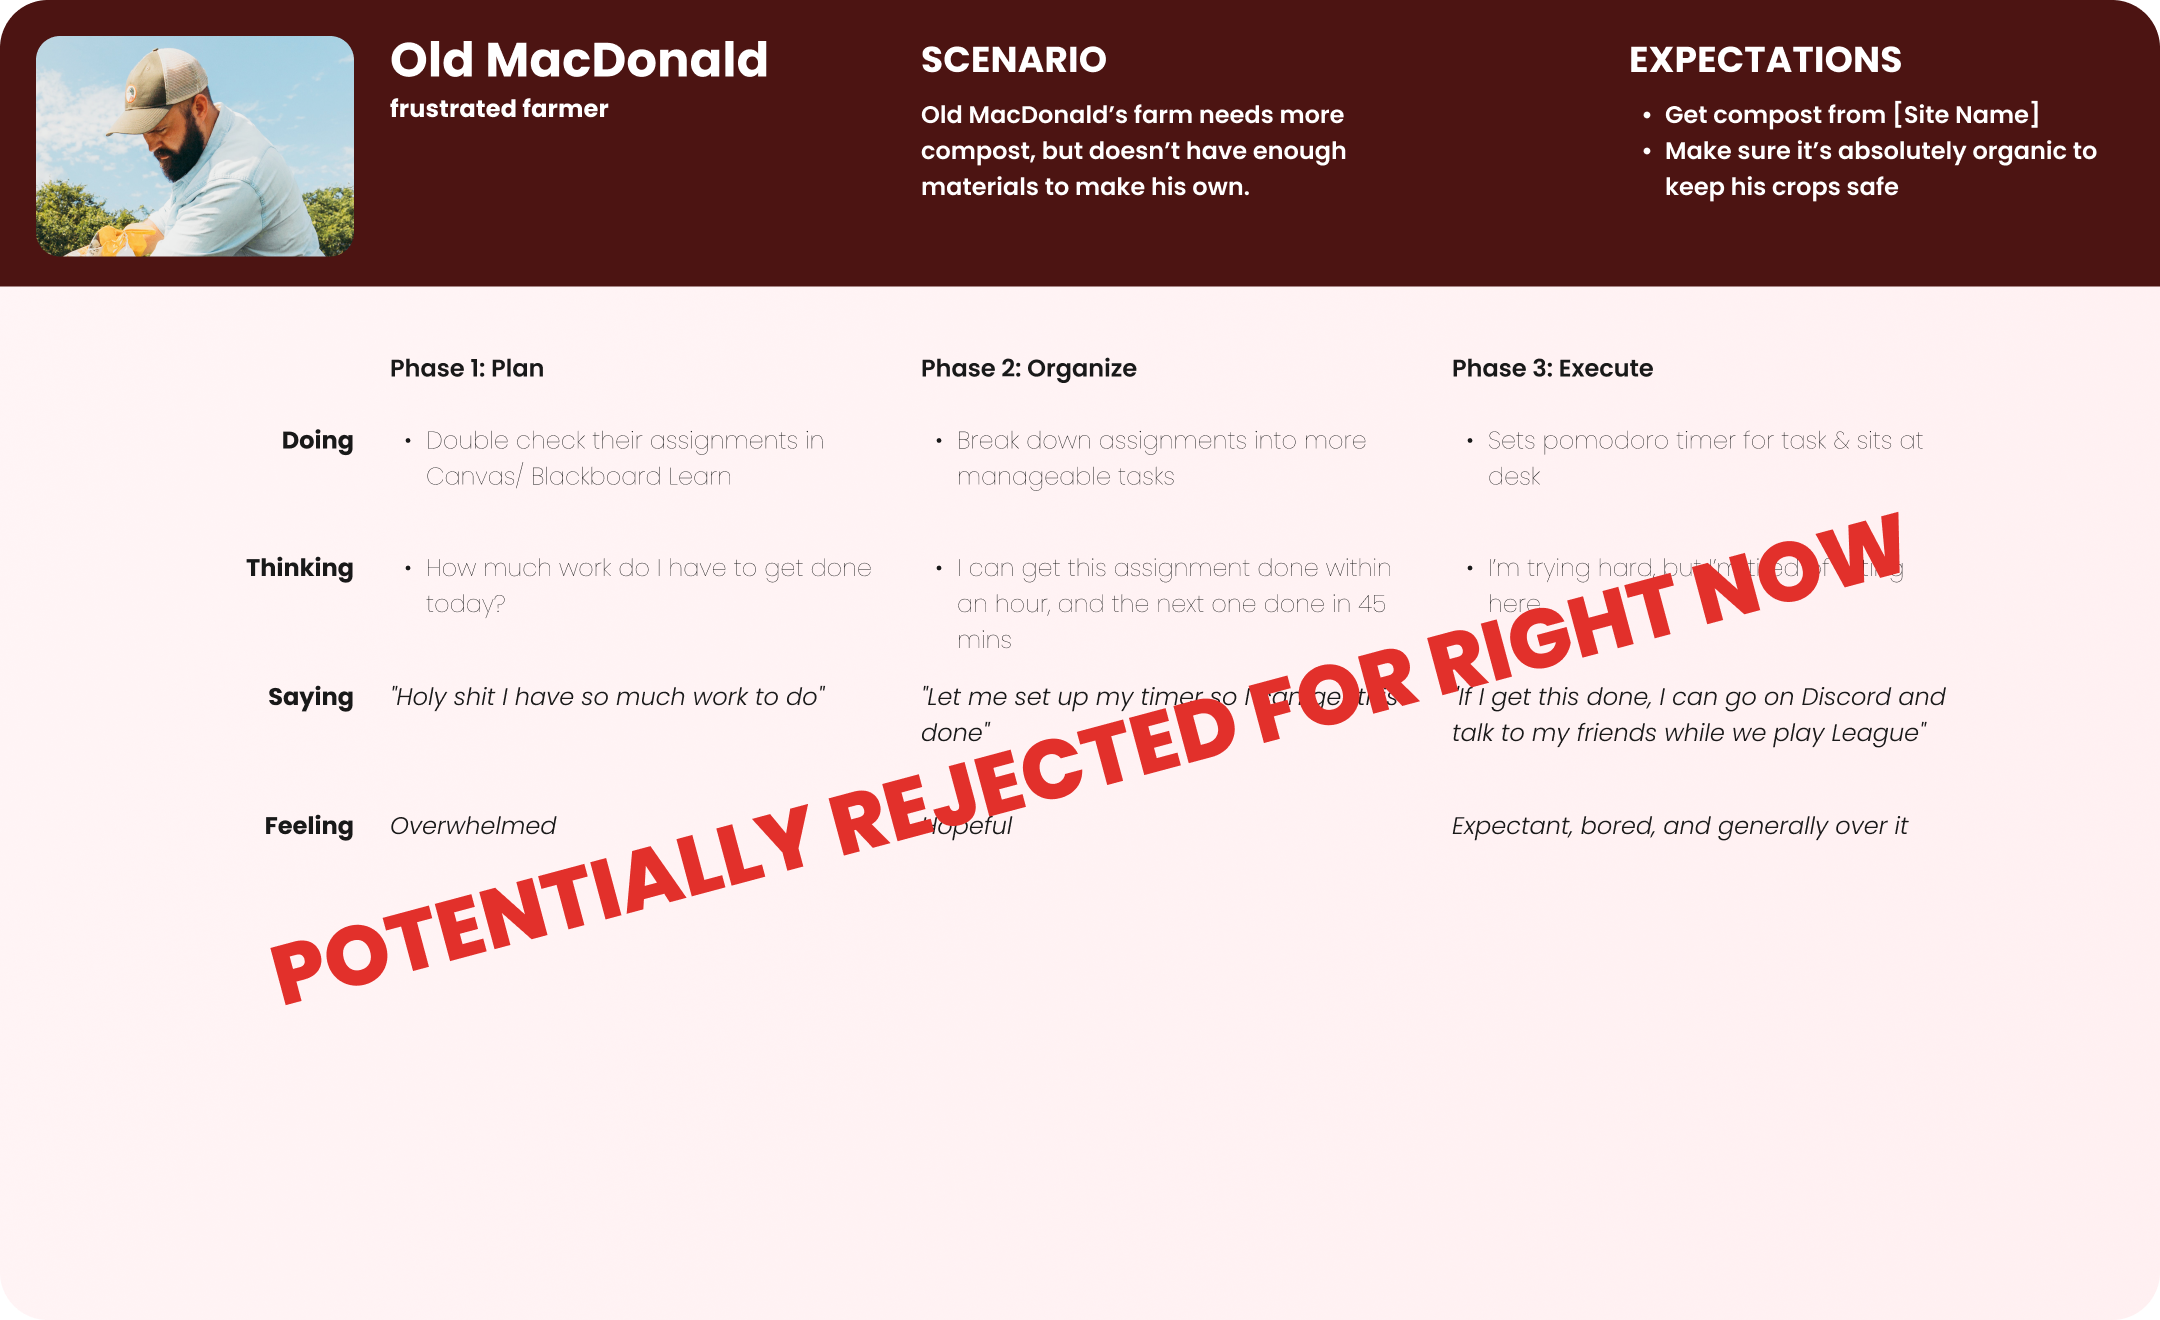 Old MacDonald
frustrated farmer
SCENARIO
Old MacDonald’s farm needs more
compost, but doesn’t have enough
materials to make his own.
EXPECTATIONS
• Get compost from [Site Name]
• Make sure it’s absolutely organic to
keep his crops safe
Phase 1: Plan
Phase 2: Organize
Phase 3: Execute
Doing
• Double check their assignments in
Canvas/ Blackboard Learn
• Break down assignments into more
manageable tasks
• Sets pomodoro timer for task & sits at
desk
Thinking
• How much work do I have to get done
today?
• I can get this assignment done within
an hour, and the next one done in 45
mins
• I’m trying hard, but I’m tired of
here
Saying
"Holy shit I have so much work to do"
"Let me set up my timer so I can get this
done"
"If I get this done, I can go on Discord and
talk to my friends while we play League"
Feeling
Overwhelmed
Hopeful
Expectant, bored, and generally over it
POTENTIALLY REJECTED FOR RIGHT NOW